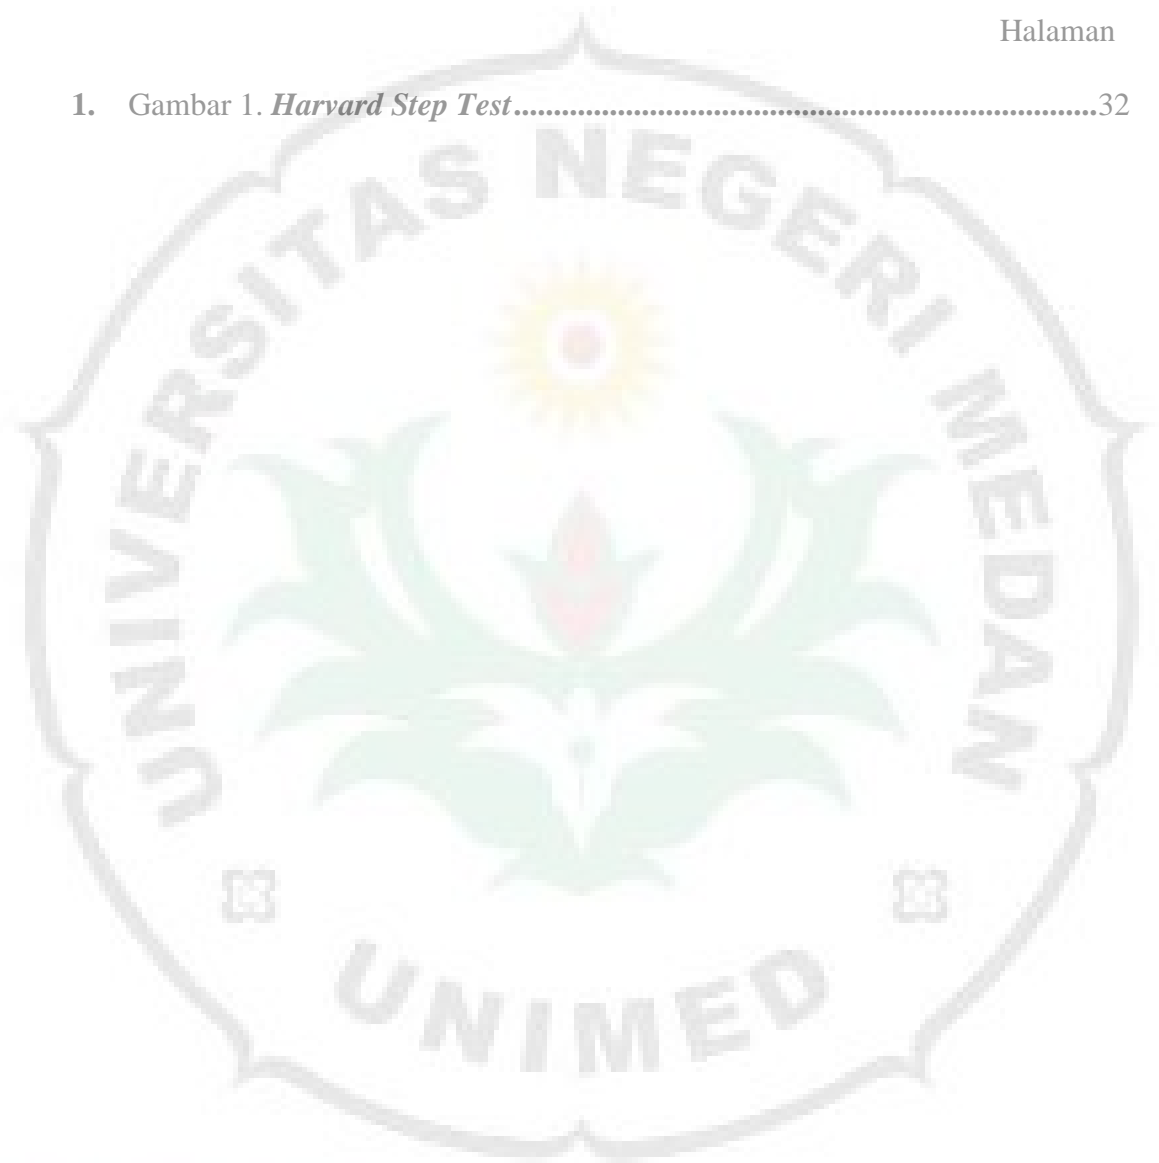 Halaman
1. Gambar 1. Harvard Step Test..........................................................................32
UNIVERSITAS NEGERI MEDAN
UNIMED